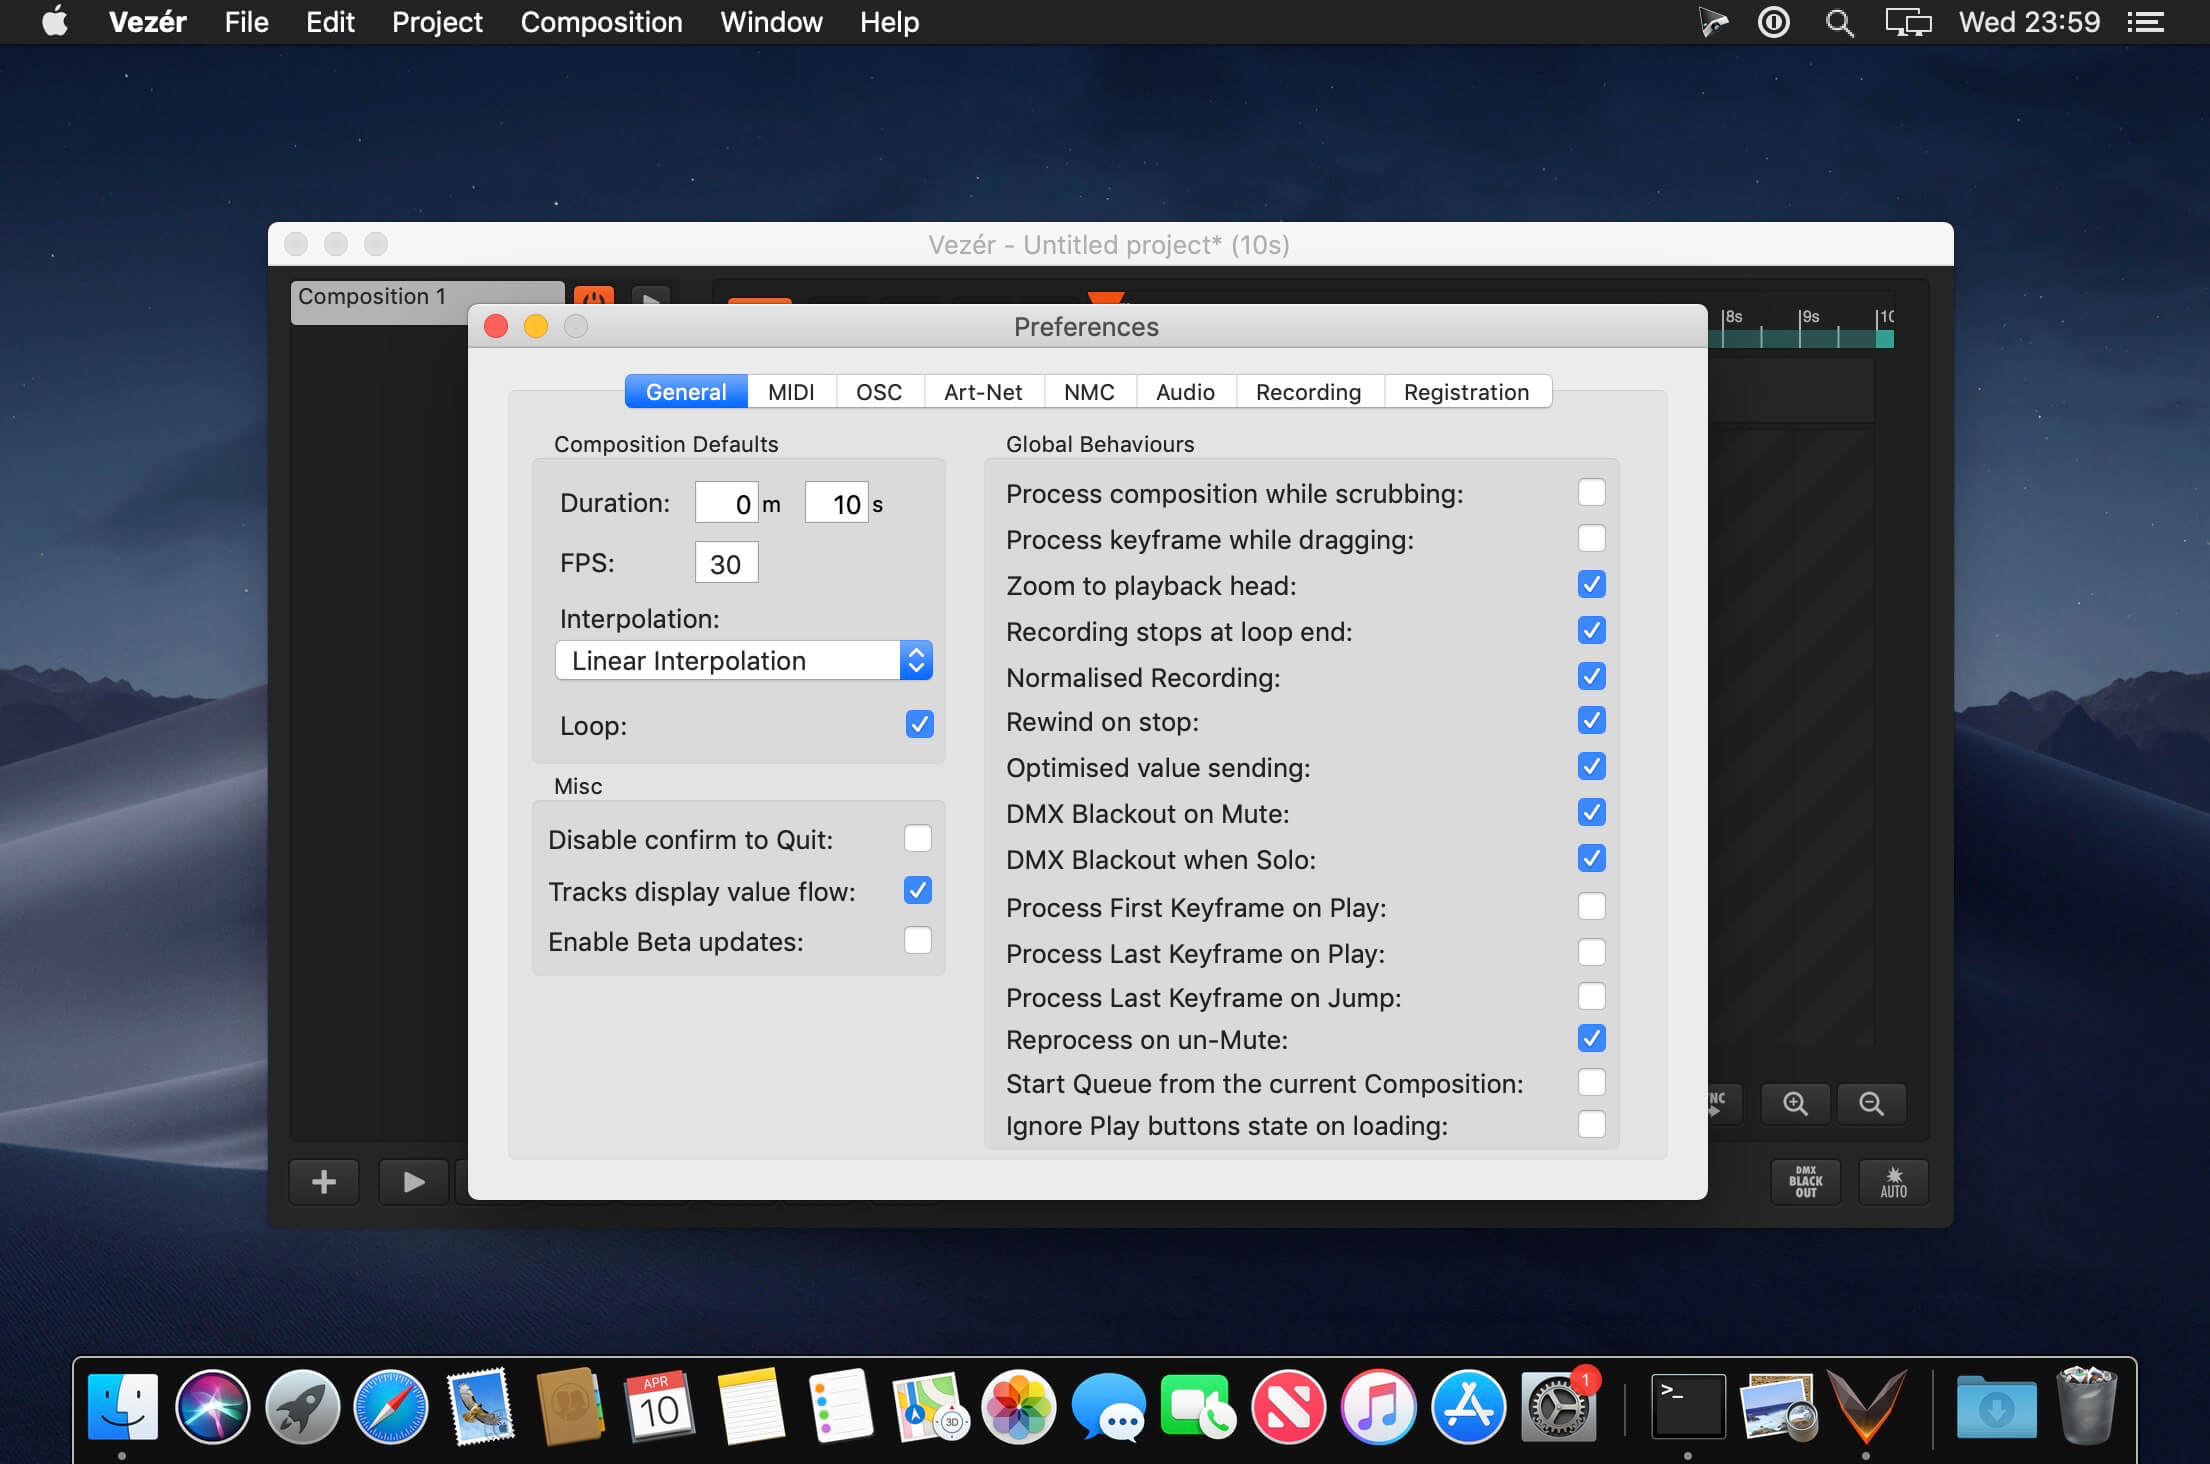 Vezér File Edit Project Composition Window Help Wed 23:59
Vezér - Untitled project* (10s)
Composition 1
8s 9s
Preferences
General MIDI OSC Art-Net NMC Audio Recording Registration
Composition Defaults
Duration: 0 m 10 s
FPS: 30
Interpolation:
Linear Interpolation
Loop:
Misc
Disable confirm to Quit:
Tracks display value flow:
Enable Beta updates:
Global Behaviours
Process composition while scrubbing:
Process keyframe while dragging:
Zoom to playback head:
Recording stops at loop end:
Normalised Recording:
Rewind on stop:
Optimised value sending:
DMX Blackout on Mute:
DMX Blackout when Solo:
Process First Keyframe on Play:
Process Last Keyframe on Play:
Process Last Keyframe on Jump:
Reprocess on un-Mute:
Start Queue from the current Composition:
Ignore Play buttons state on loading:
DMX
BLACK
OUT
AUTO
APR
10
3D
1
>_